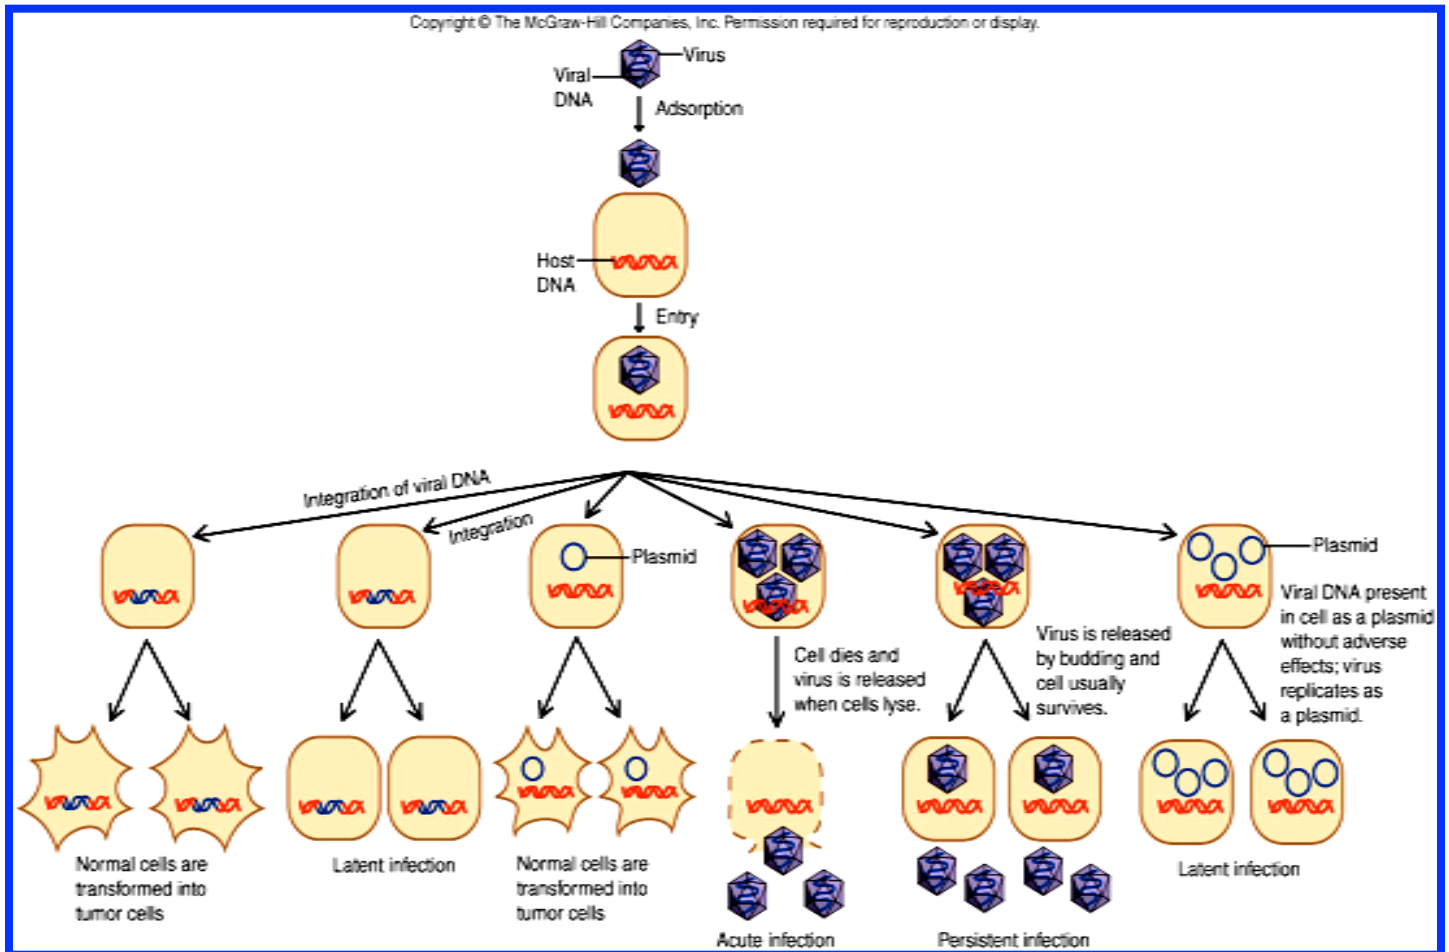 Copyright © The McGraw-Hill Companies, Inc. Permission required for reproduction or display.
Virus
Viral
DNA
Adsorption
Host
DNA
Entry
Integration of viral DNA
Integration
Plasmid
Plasmid
Cell dies and
virus is released
when cells lyse.
Virus is released
by budding and
cell usually
survives.
Viral DNA present
in cell as a plasmid
without adverse
effects; virus
replicates as
a plasmid.
Normal cells are
transformed into
tumor cells
Latent infection
Normal cells are
transformed into
tumor cells
Acute infection
Persistent infection
Latent infection